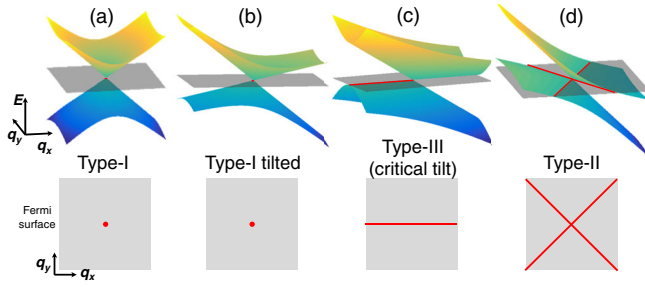 (a) (b) (c) (d)
E
q_y
q_x
Type-I Type-I tilted Type-III Type-II
(critical tilt)
Fermi
surface
q_y
q_x